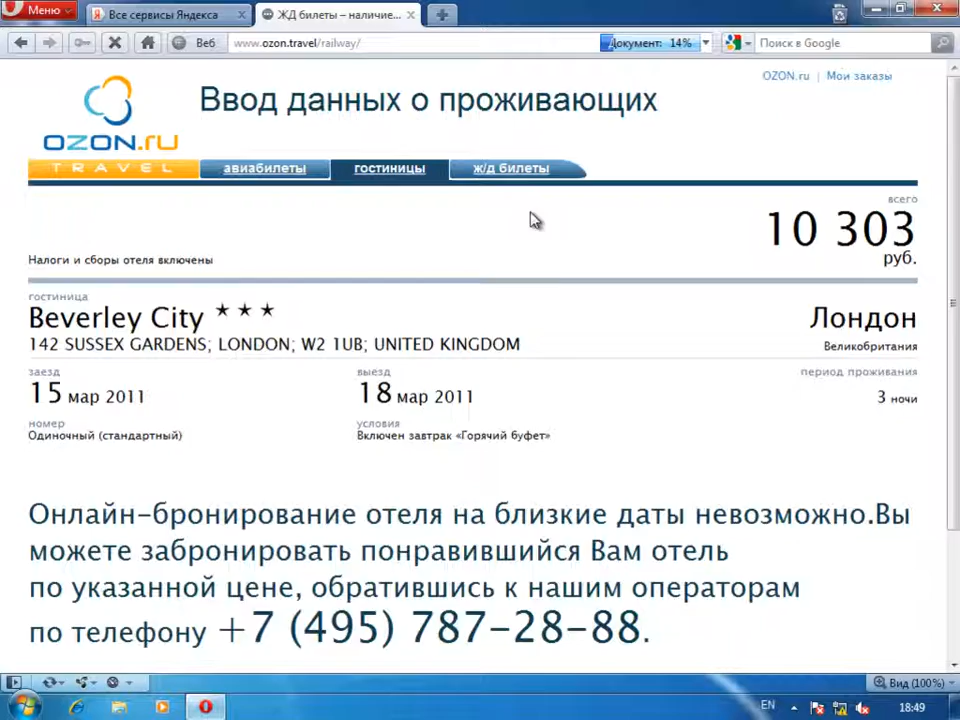 Меню
Все сервисы Яндекса
ЖД билеты – наличие...
Веб
www.ozon.travel/railway/
Документ: 14%
Поиск в Google
OZON.ru | Мои заказы
Ввод данных о проживающих
OZON.ru
TRAVEL
авиабилеты
гостиницы
ж/д билеты
всего
10 303
руб.
Налоги и сборы отеля включены
гостиница
Beverley City ★ ★ ★
Лондон
142 SUSSEX GARDENS; LONDON; W2 1UB; UNITED KINGDOM
Великобритания
заезд
выезд
период проживания
15 мар 2011
18 мар 2011
3 ночи
номер
условия
Одиночный (стандартный)
Включен завтрак «Горячий буфет»
Онлайн-бронирование отеля на близкие даты невозможно.Вы
можете забронировать понравившийся Вам отель
по указанной цене, обратившись к нашим операторам
по телефону +7 (495) 787-28-88.
Вид (100%)
EN
18:49